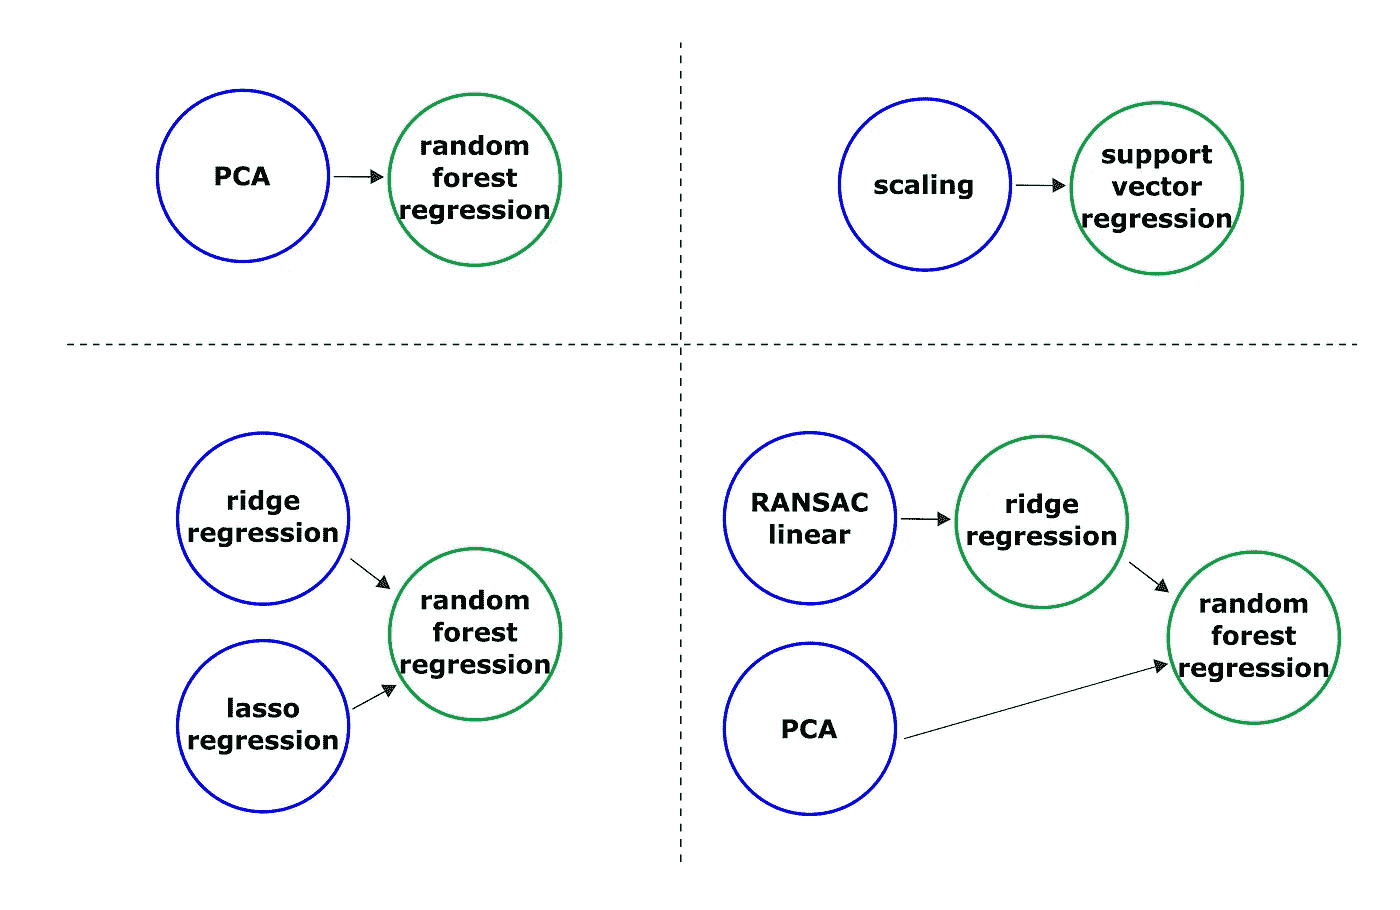 PCA
random
forest
regression
scaling
support
vector
regression
ridge
regression
lasso
regression
random
forest
regression
RANSAC
linear
ridge
regression
PCA
random
forest
regression